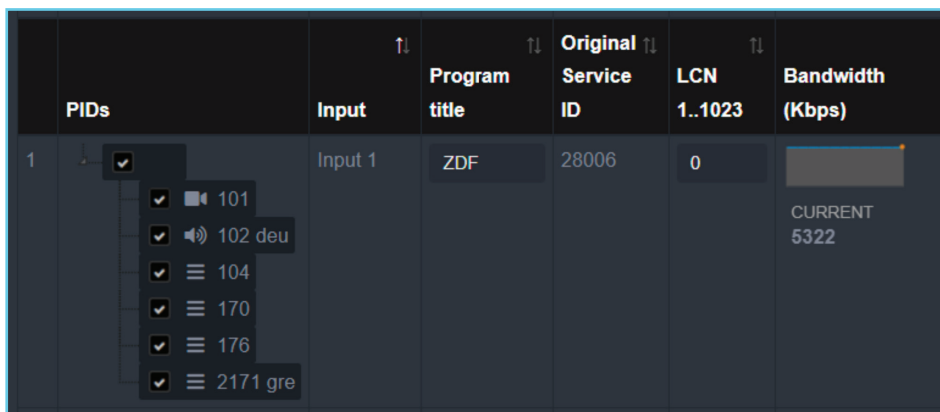 PIDs
Input
Program
title
Original
Service
ID
LCN
1..1023
Bandwidth
(Kbps)
1
Input 1
ZDF
28006
0
101
102 deu
104
170
176
2171 gre
CURRENT
5322